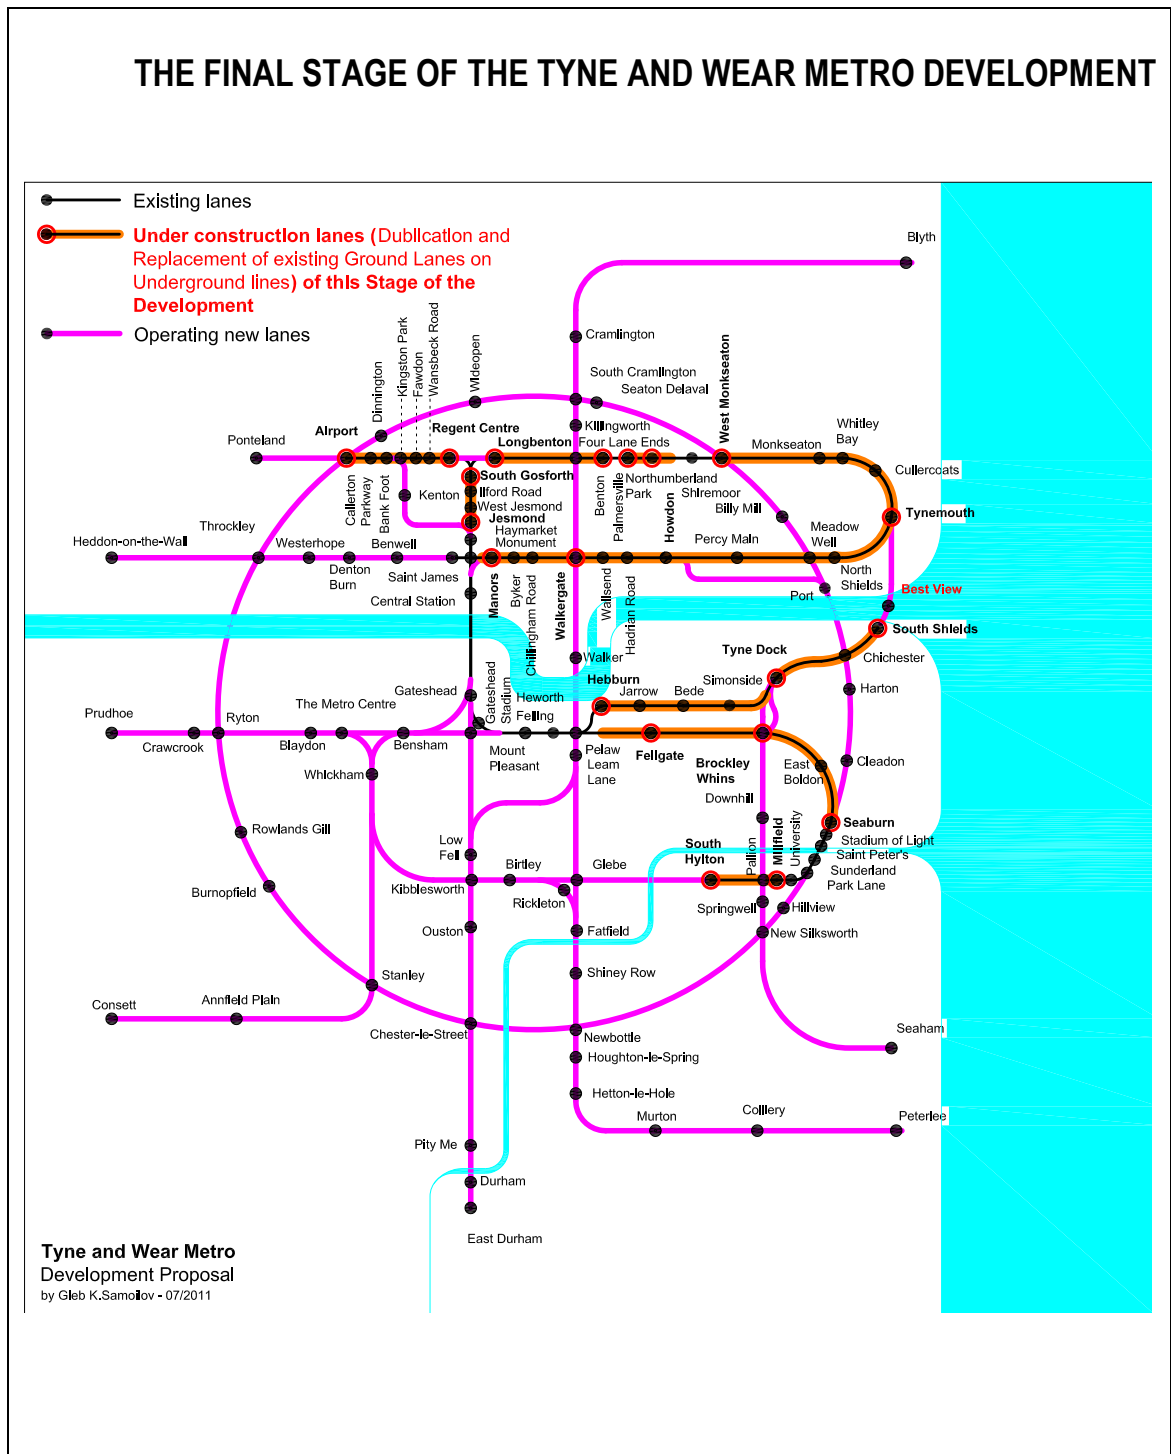 THE FINAL STAGE OF THE TYNE AND WEAR METRO DEVELOPMENT
Existing lanes
Under construction lanes (Dublication and
Replacement of existing Ground Lanes on
Underground lines) of this Stage of the
Development
Operating new lanes
Blyth
Cramlington
South Cramlington
Seaton Delaval
Killingworth
Wideopen
Dinnington
Kingston Park
Fawdon
Wansbeck Road
West Monkseaton
Airport
Regent Centre
Longbenton
Four Lane Ends
Monkseaton
Whitley
Bay
Ponteland
Cullercoats
South Gosforth
Ilford Road
West Jesmond
Jesmond
Haymarket
Monument
Kenton
Callerton
Parkway
Bank Foot
Benton
Palmersville
Northumberland
Park
Shiremoor
Billy Mill
Howdon
Tynemouth
Throckley
Heddon-on-the-Wall
Westerhope
Denton
Burn
Benwell
Saint James
Central Station
Manors
Byker
Chillingham Road
Walkergate
Wallsend
Hadrian Road
Percy Main
Meadow
Well
North
Shields
Port
Best View
South Shields
Walker
Tyne Dock
Chichester
Simonside
Harton
Hebburn
Jarrow
Bede
Gateshead
Gateshead
Stadium
Heworth
Felling
The Metro Centre
Prudhoe
Ryton
Crawcrook
Blaydon
Bensham
Mount
Pleasant
Pelaw
Leam
Lane
Fellgate
Brockley
Whins
East
Boldon
Cleadon
Whickham
Downhill
Seaburn
Rowlands Gill
Low
Fell
South
Hylton
Pallion
Millfield
University
Stadium of Light
Saint Peter's
Sunderland
Park Lane
Birtley
Glebe
Kibblesworth
Rickleton
Burnopfield
Springwell
Hillview
New Silksworth
Ouston
Fatfield
Shiney Row
Stanley
Consett
Annfield Plain
Chester-le-Street
Newbottle
Seaham
Houghton-le-Spring
Hetton-le-Hole
Murton
Colliery
Peterlee
Pity Me
Durham
East Durham
Tyne and Wear Metro
Development Proposal
by Gleb K.Samoilov - 07/2011